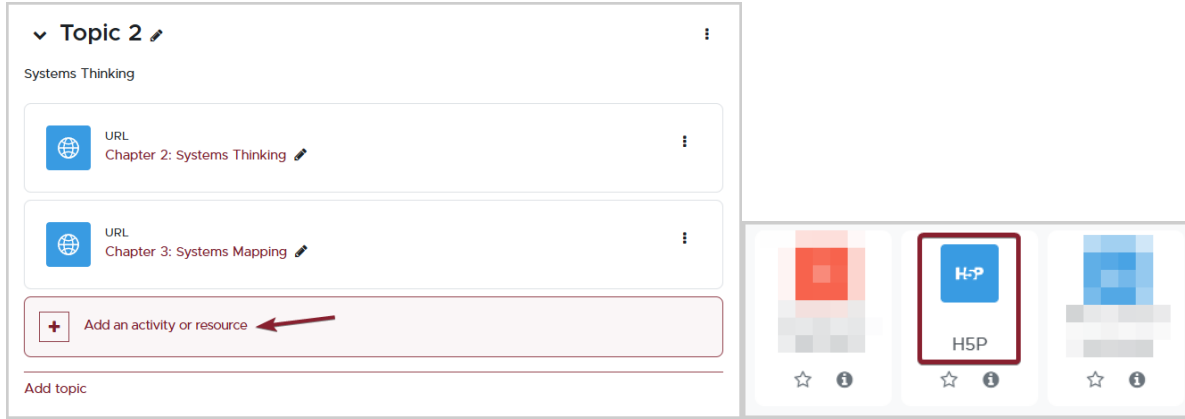 Topic 2
Systems Thinking
URL
Chapter 2: Systems Thinking
URL
Chapter 3: Systems Mapping
Add an activity or resource
Add topic
H5P
H5P